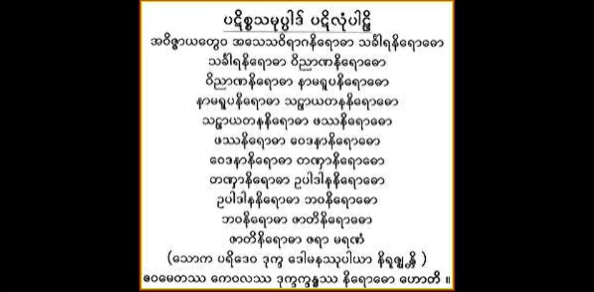 ပဋိစ္စသမုပ္ပါဒ် ပဋိလုံပါဠိ
အဝိဇ္ဇာယတွေဝ အသေသဝိရာဂနိရောဓာ သင်္ခါရနိရောဓော
သင်္ခါရနိရောဓာ ဝိညာဏနိရောဓော
ဝိညာဏနိရောဓာ နာမရူပနိရောဓော
နာမရူပနိရောဓာ သဠာယတနနိရောဓော
သဠာယတနနိရောဓာ ဖဿနိရောဓော
ဖဿနိရောဓာ ဝေဒနာနိရောဓော
ဝေဒနာနိရောဓာ တဏှာနိရောဓော
တဏှာနိရောဓာ ဥပါဒါနနိရောဓော
ဥပါဒါနနိရောဓာ ဘဝနိရောဓော
ဘဝနိရောဓာ ဇာတိနိရောဓော
ဇာတိနိရောဓာ ဇရာ မရဏံ
(သောက ပရိဒေဝ ဒုက္ခ ဒေါမနဿုပါယာ နိရုဇ္ဈန္တိ )
ဧဝမေတဿ ကေဝလဿ ဒုက္ခက္ခန္ဓဿ နိရောဓော ဟောတိ ။